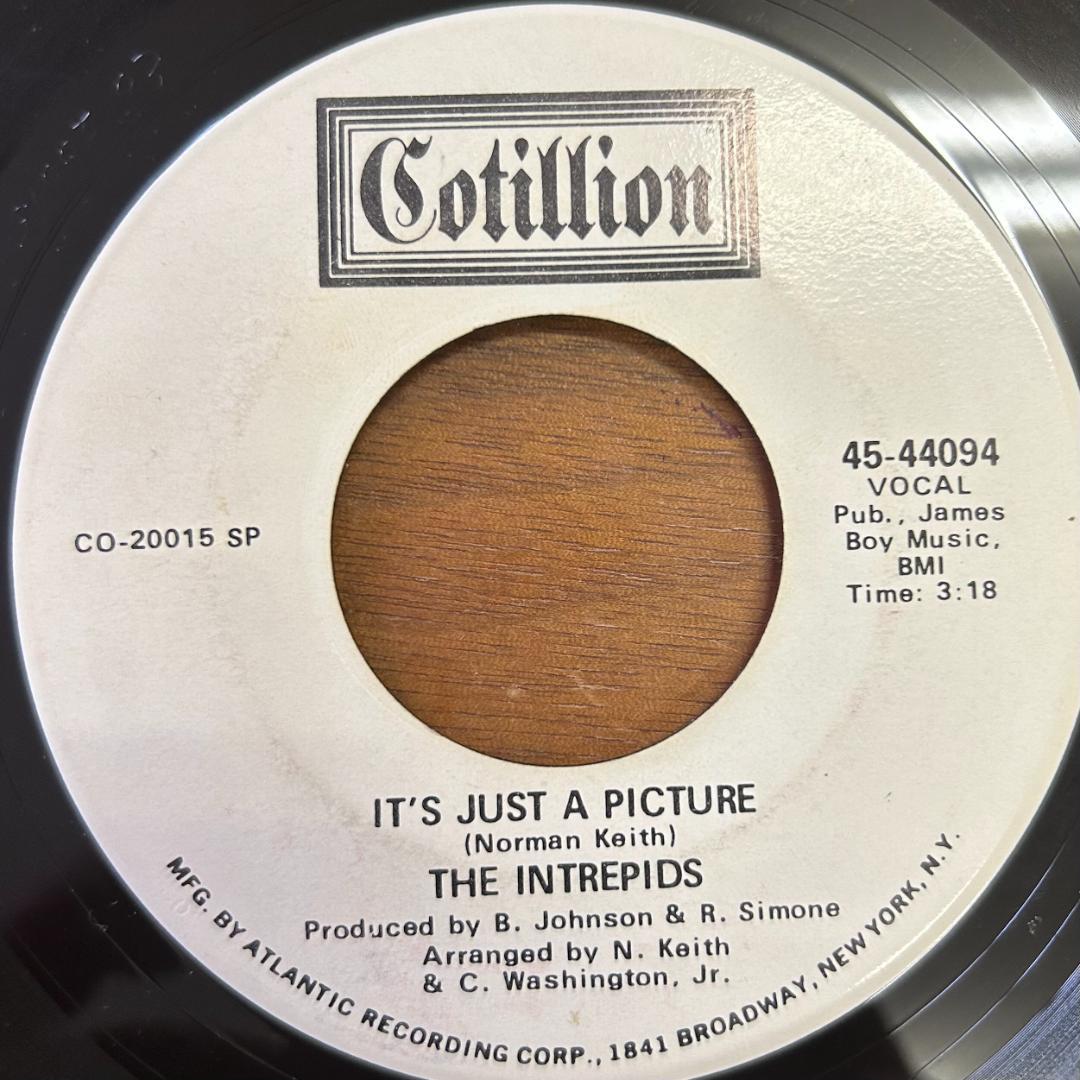 Cotillion
45-44094
VOCAL
Pub., James
Boy Music,
BMI
Time: 3:18
CO-20015 SP
IT'S JUST A PICTURE
(Norman Keith)
THE INTREPIDS
Produced by B. Johnson & R. Simone
Arranged by N. Keith
& C. Washington, Jr.
MFG. BY ATLANTIC RECORDING CORP., 1841 BROADWAY, NEW YORK, N.Y.